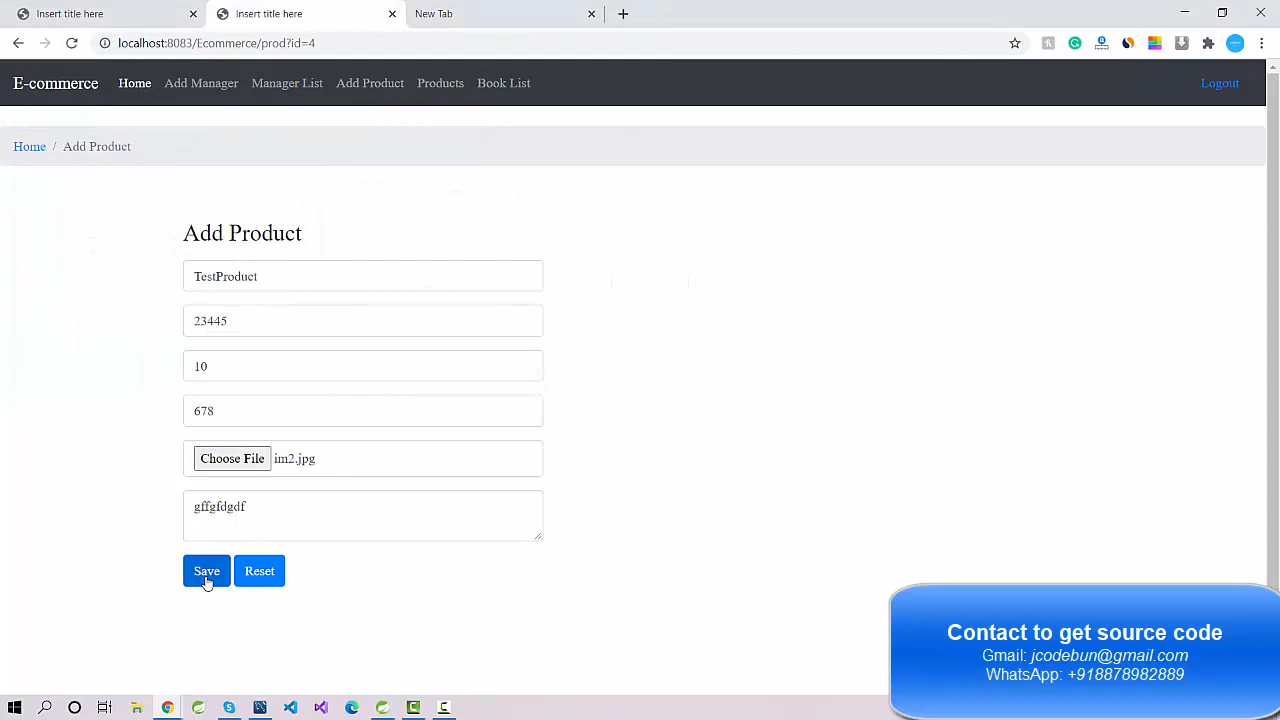 Insert title here
Insert title here
New Tab
localhost:8083/Ecommerce/prod?id=4
E-commerce Home Add Manager Manager List Add Product Products Book List Logout
Home / Add Product
Add Product
TestProduct
23445
10
678
Choose File im2.jpg
gffgfdgdf
Save Reset
Contact to get source code
Gmail: jcodebun@gmail.com
WhatsApp: +918878982889